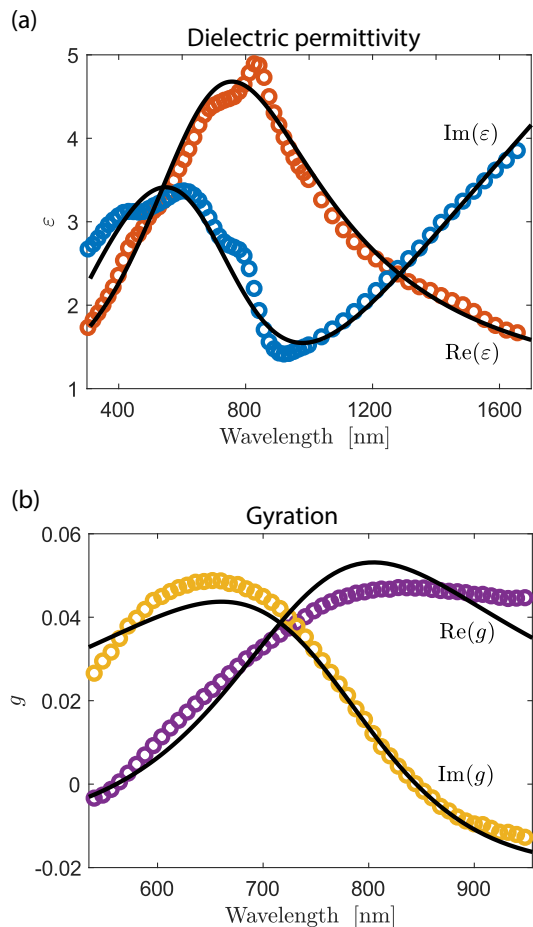 (a)
Dielectric permittivity
5
4
3
2
1
ε
Im(ε)
Re(ε)
400 800 1200 1600
Wavelength [nm]
(b)
Gyration
0.06
0.04
0.02
0
-0.02
g
Re(g)
Im(g)
600 700 800 900
Wavelength [nm]